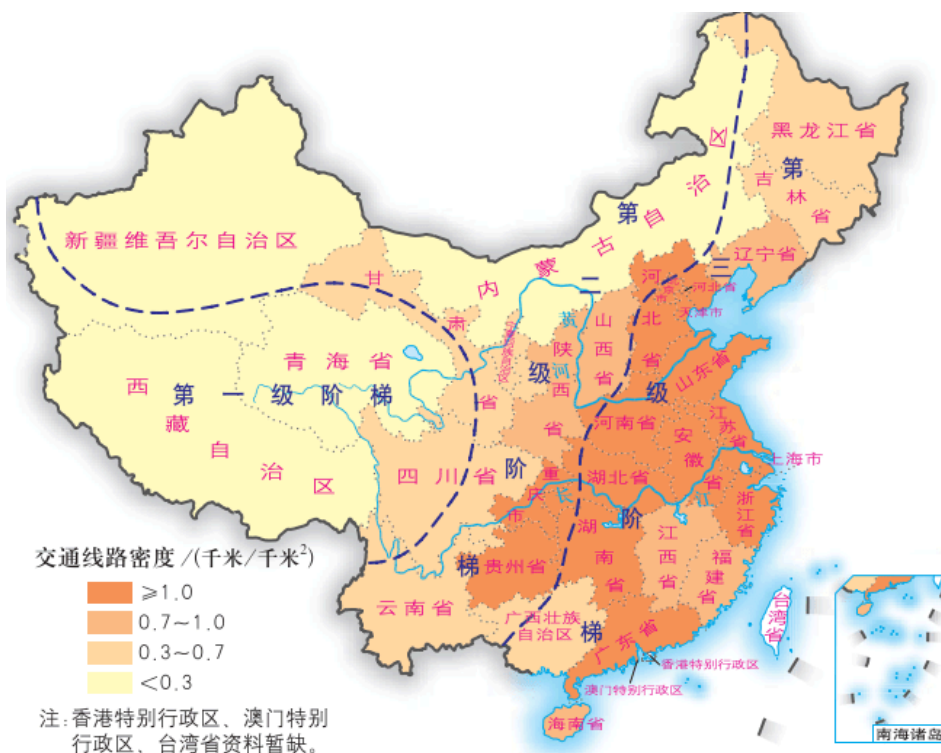 黑龙江省
第
吉林省
辽宁省
新疆维吾尔自治区
内蒙古自治区
第
二
三
甘肃省
河北省
河北省
天津市
黄河
山西省
陕西省
级
级
山东省
青海省
第一级阶梯
西藏自治区
河南省
江苏省
安徽省
上海市
四川省
阶
重庆市
湖北省
长江
浙江省
阶
湖南省
江西省
福建省
梯
贵州省
云南省
广西壮族
自治区
梯
广东省
台湾省
香港特别行政区
澳门特别行政区
海南省
南海诸岛
交通线路密度/(千米/千米²)
≥1.0
0.7~1.0
0.3~0.7
<0.3
注:香港特别行政区、澳门特别
行政区、台湾省资料暂缺。